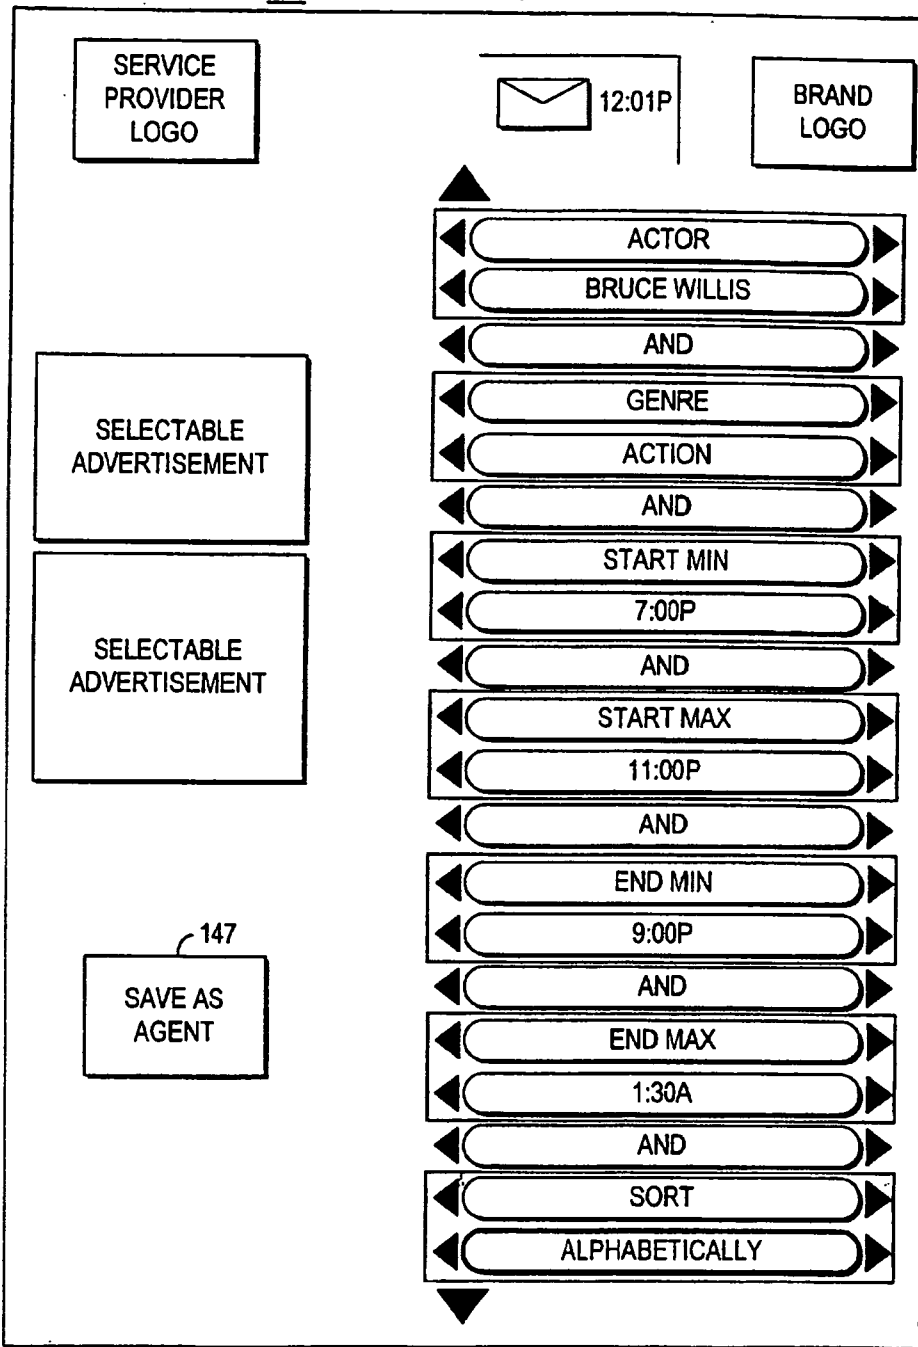 SERVICE
PROVIDER
LOGO
12:01P
BRAND
LOGO
ACTOR
BRUCE WILLIS
AND
GENRE
ACTION
AND
START MIN
7:00P
AND
START MAX
11:00P
AND
END MIN
9:00P
AND
END MAX
1:30A
AND
SORT
ALPHABETICALLY
SELECTABLE
ADVERTISEMENT
SELECTABLE
ADVERTISEMENT
147
SAVE AS
AGENT